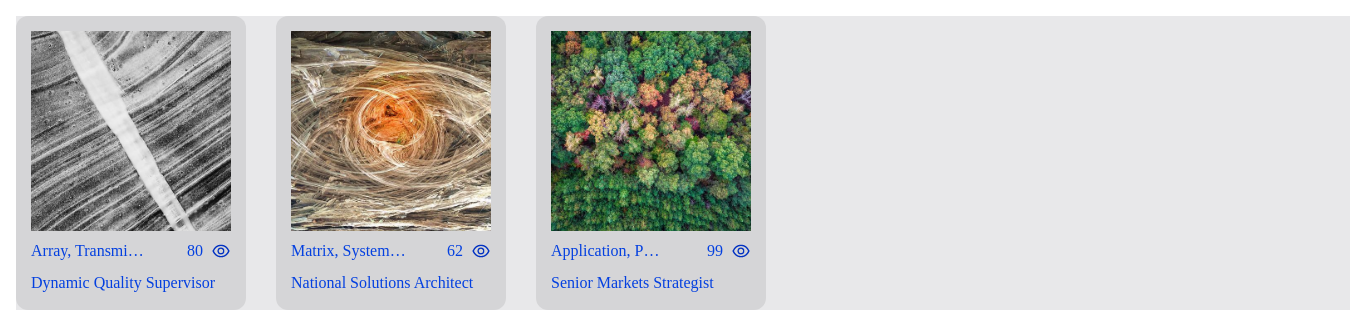 Array, Transmi… 80
Dynamic Quality Supervisor
Matrix, System… 62
National Solutions Architect
Application, P… 99
Senior Markets Strategist